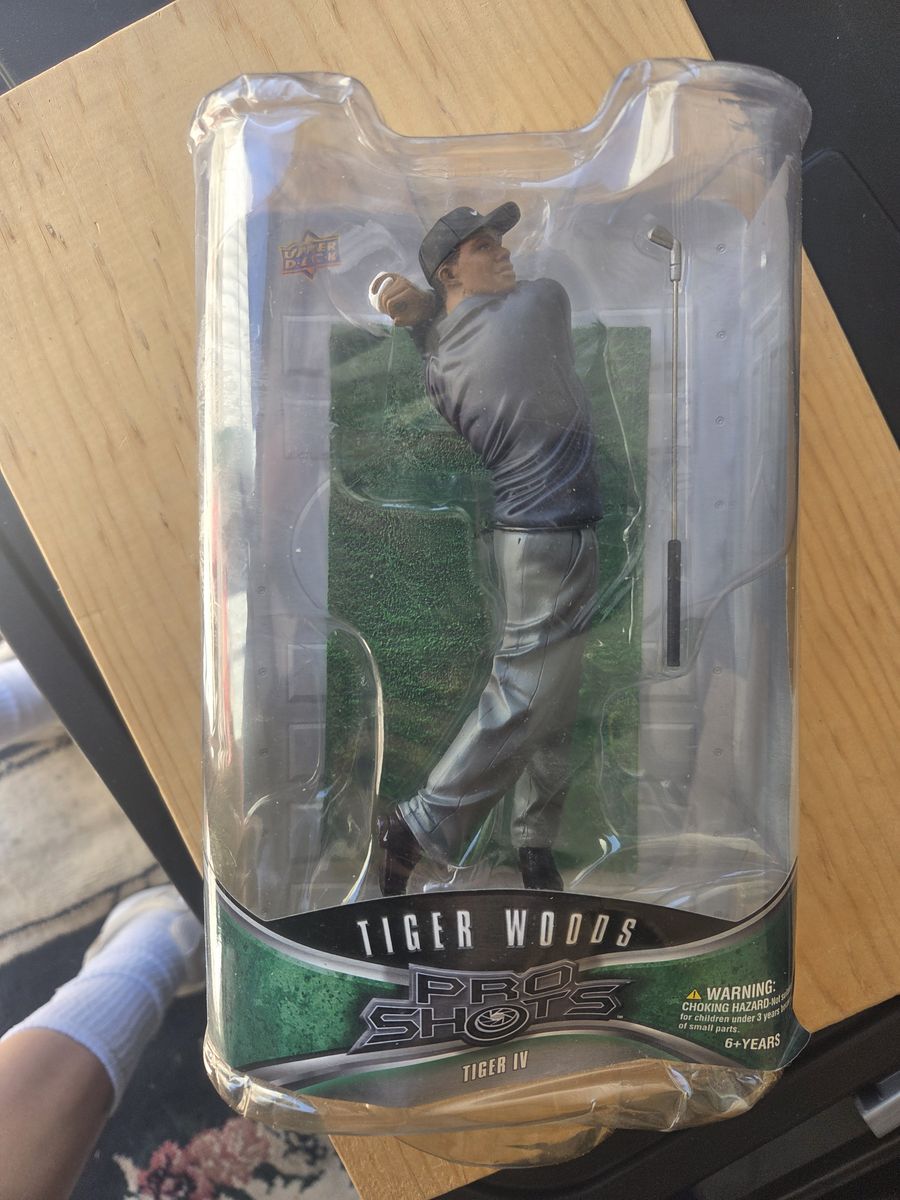 UPPER
D.E.C.K
TIGER WOODS
PRO
SHOTS
TIGER IV
WARNING:
CHOKING HAZARD-Not
for children under 3 years
of small parts.
6+YEARS